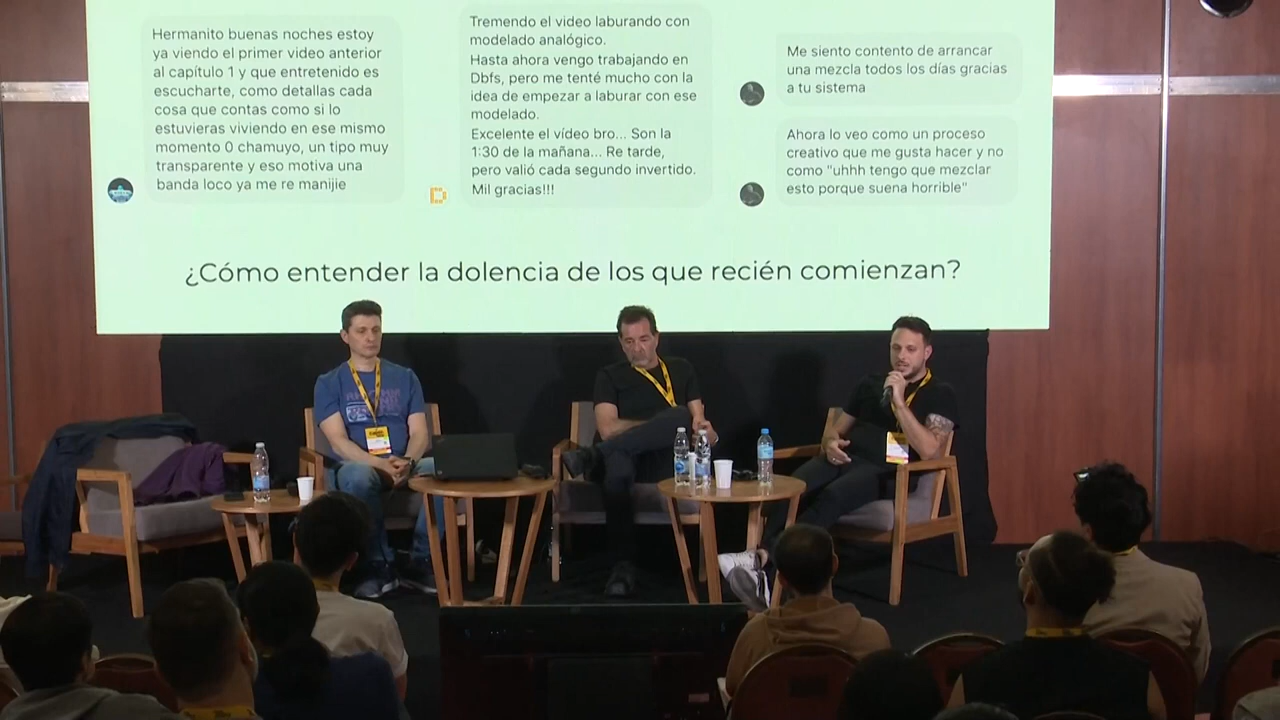 Hermanito buenas noches estoy
ya viendo el primer video anterior
al capítulo 1 y que entretenido es
escucharte, como detallas cada
cosa que contas como si lo
estuvieras viviendo en ese mismo
momento 0 chamuyo, un tipo muy
transparente y eso motiva una
banda loco ya me re manijie
Tremendo el video laburando con
modelado analógico.
Hasta ahora vengo trabajando en
Dbfs, pero me tenté mucho con la
idea de empezar a laburar con ese
modelado.
Excelente el vídeo bro... Son la
1:30 de la mañana... Re tarde,
pero valió cada segundo invertido.
Mil gracias!!!
Me siento contento de arrancar
una mezcla todos los días gracias
a tu sistema
Ahora lo veo como un proceso
creativo que me gusta hacer y no
como "uhhh tengo que mezclar
esto porque suena horrible"
¿Cómo entender la dolencia de los que recién comienzan?